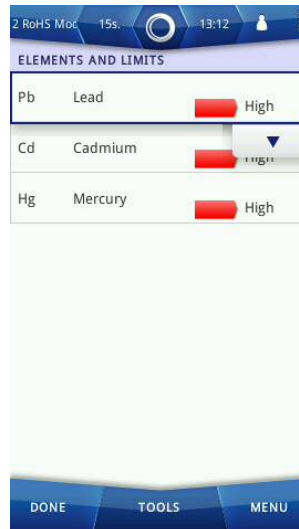 2 RoHS Moc 15s. 13:12
ELEMENTS AND LIMITS
Pb Lead High
Cd Cadmium High
Hg Mercury High
DONE TOOLS MENU